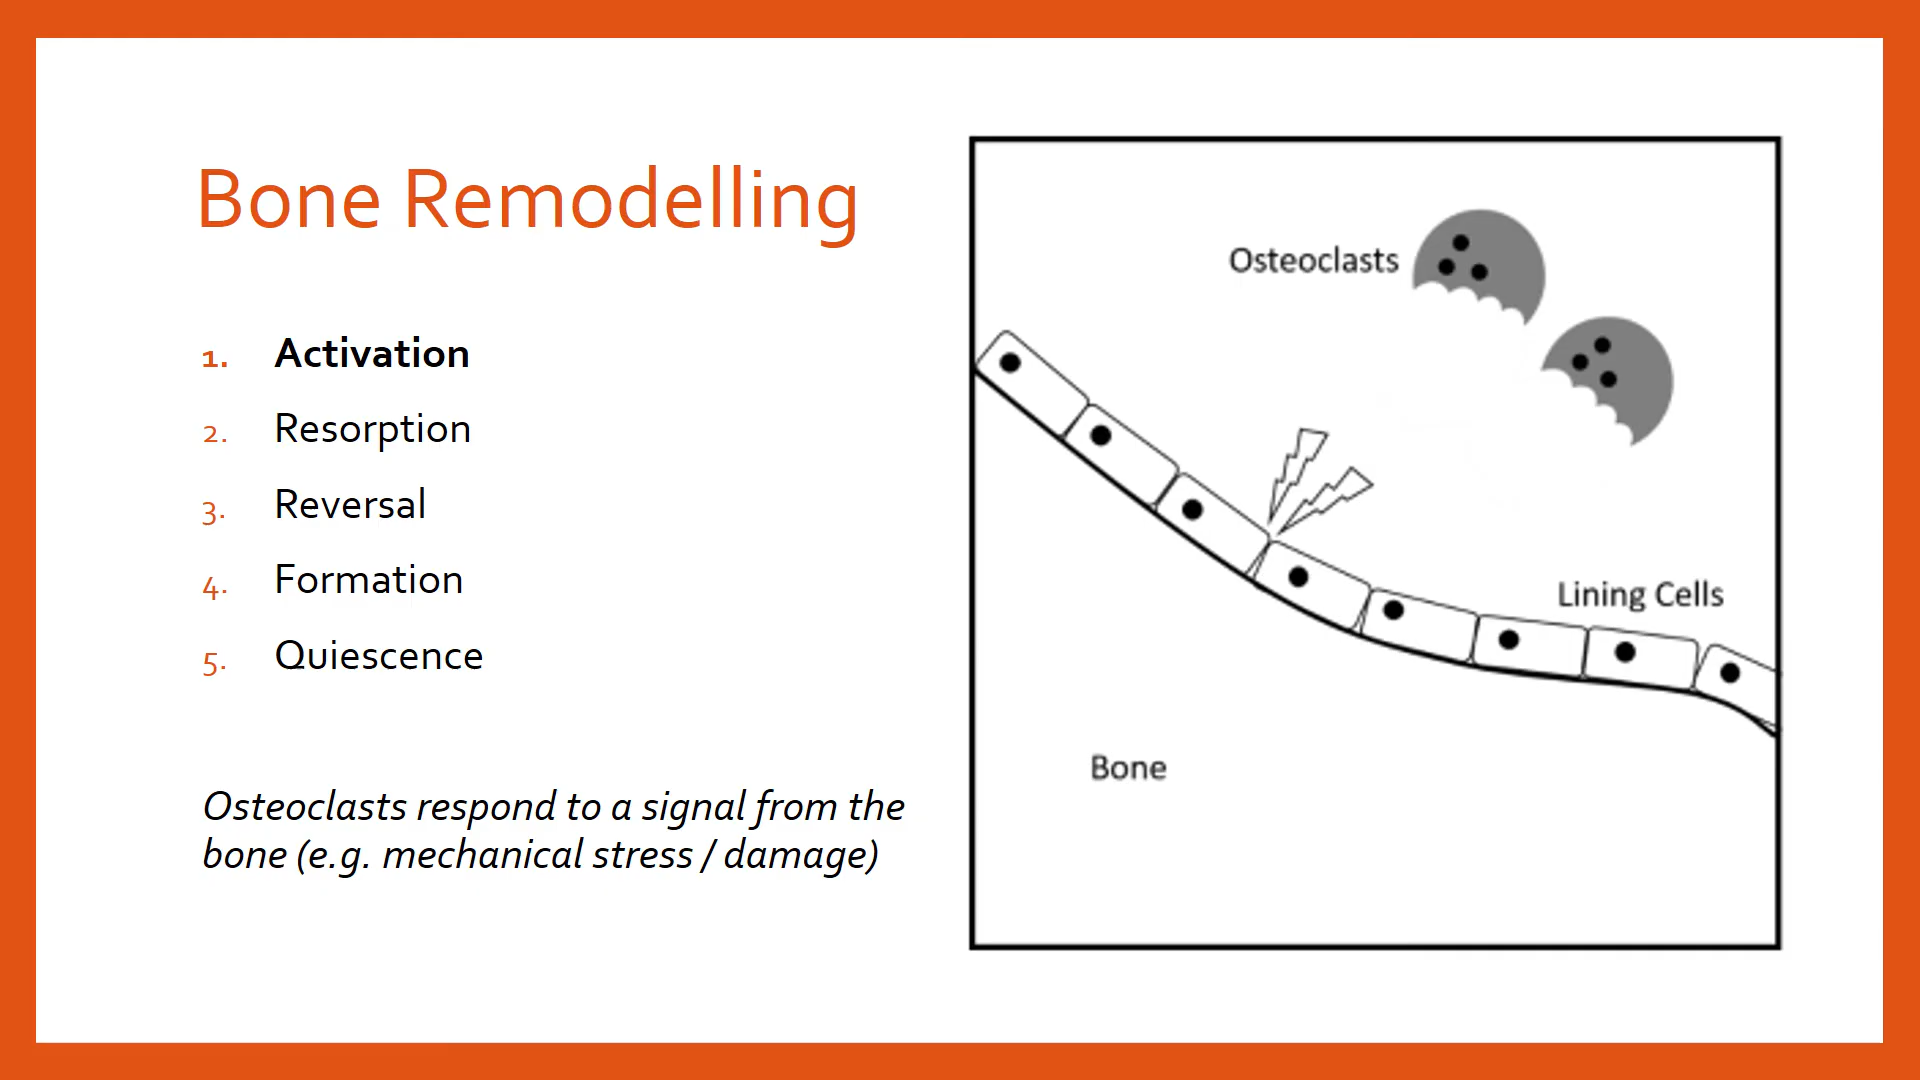 Bone Remodelling
1. Activation
2. Resorption
3. Reversal
4. Formation
5. Quiescence
Osteoclasts respond to a signal from the
bone (e.g. mechanical stress / damage)
Osteoclasts
Lining Cells
Bone